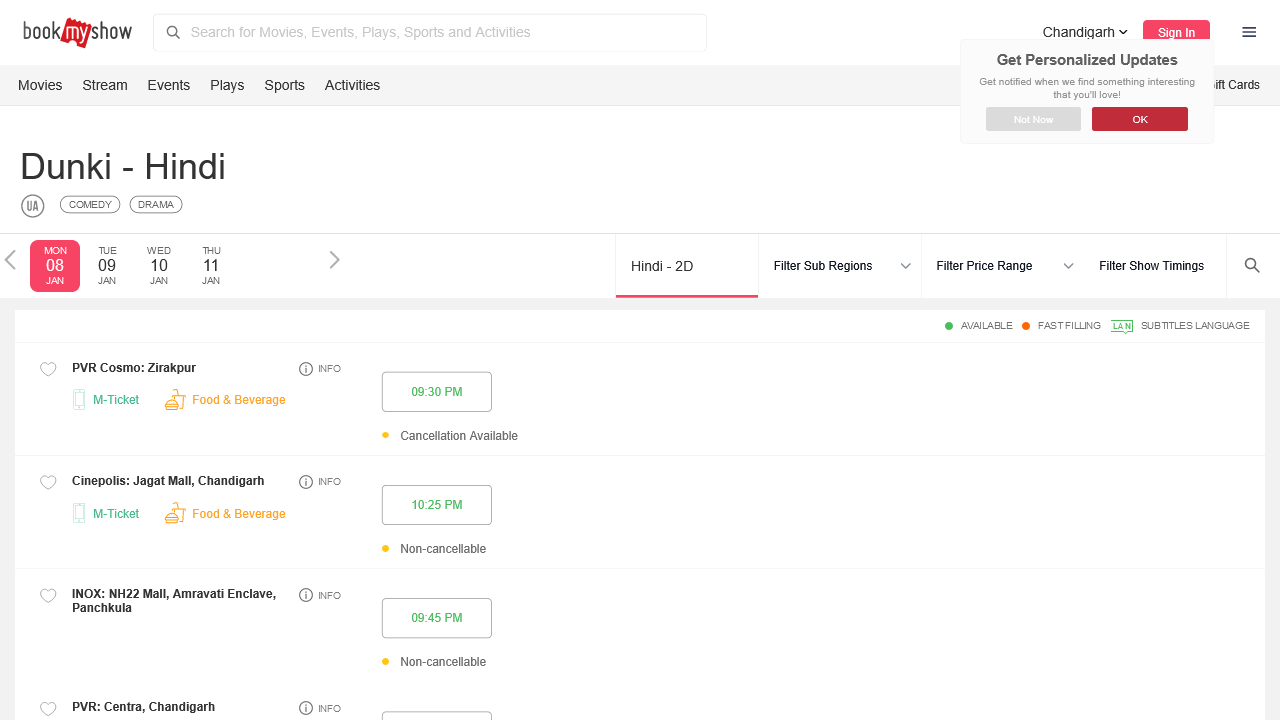 bookmyshow
Search for Movies, Events, Plays, Sports and Activities
Chandigarh
Sign In
Movies
Stream
Events
Plays
Sports
Activities
Gift Cards
Get Personalized Updates
Get notified when we find something interesting
that you'll love!
Not Now
OK
Dunki - Hindi
UA
COMEDY
DRAMA
MON
08
JAN
TUE
09
JAN
WED
10
JAN
THU
11
JAN
Hindi - 2D
Filter Sub Regions
Filter Price Range
Filter Show Timings
AVAILABLE
FAST FILLING
LAN
SUBTITLES LANGUAGE
PVR Cosmo: Zirakpur
INFO
M-Ticket
Food & Beverage
09:30 PM
Cancellation Available
Cinepolis: Jagat Mall, Chandigarh
INFO
M-Ticket
Food & Beverage
10:25 PM
Non-cancellable
INOX: NH22 Mall, Amravati Enclave,
Panchkula
INFO
09:45 PM
Non-cancellable
PVR: Centra, Chandigarh
INFO